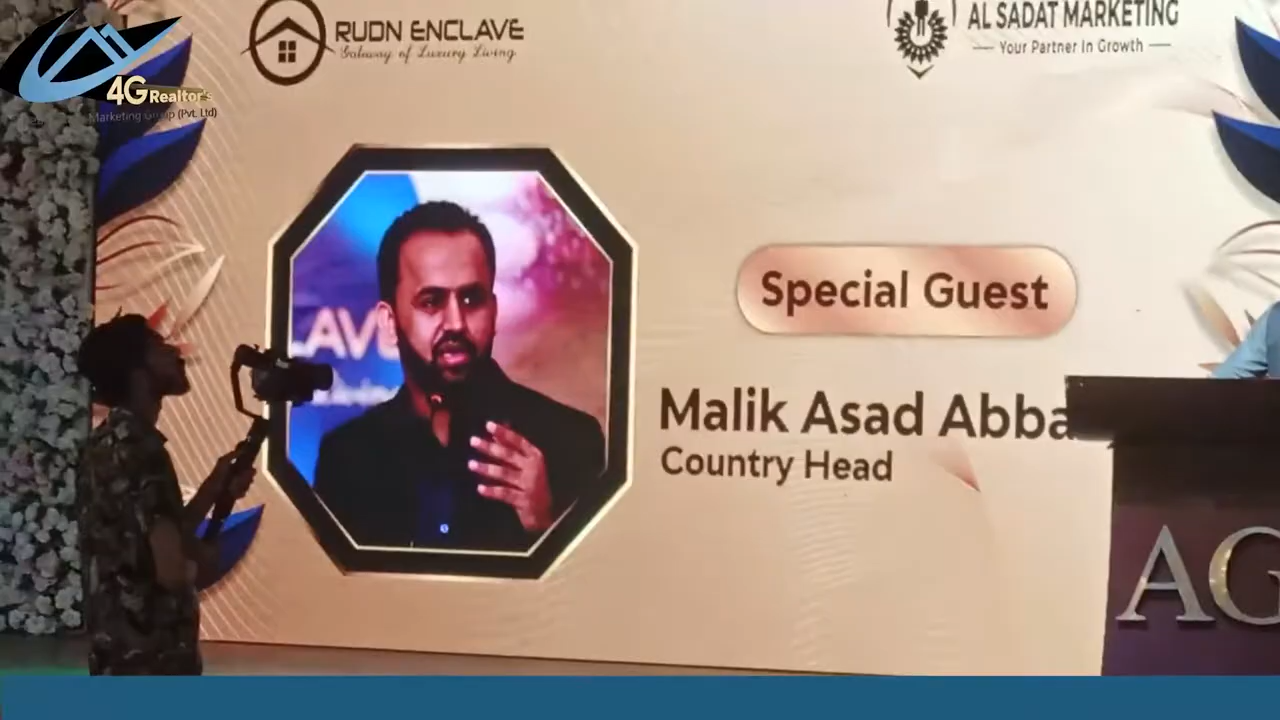 RUDN ENCLAVE
Gateway of Luxury Living
AL SADAT MARKETING
Your Partner In Growth
4G Realtor's
Marketing Group (Pvt. Ltd)
LAVE
Special Guest
Malik Asad Abba
Country Head
AG